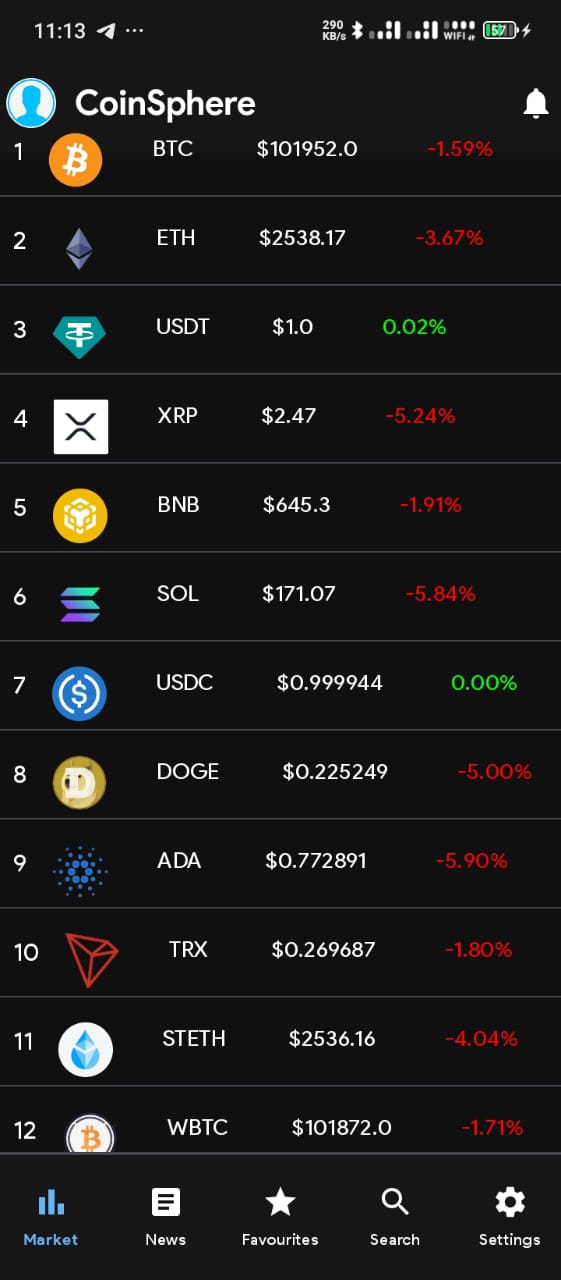 11:13 ...
290 KB/s WIFI 57
CoinSphere
1 BTC $101952.0 -1.59%
2 ETH $2538.17 -3.67%
3 USDT $1.0 0.02%
4 XRP $2.47 -5.24%
5 BNB $645.3 -1.91%
6 SOL $171.07 -5.84%
7 USDC $0.999944 0.00%
8 DOGE $0.225249 -5.00%
9 ADA $0.772891 -5.90%
10 TRX $0.269687 -1.80%
11 STETH $2536.16 -4.04%
12 WBTC $101872.0 -1.71%
Market News Favourites Search Settings